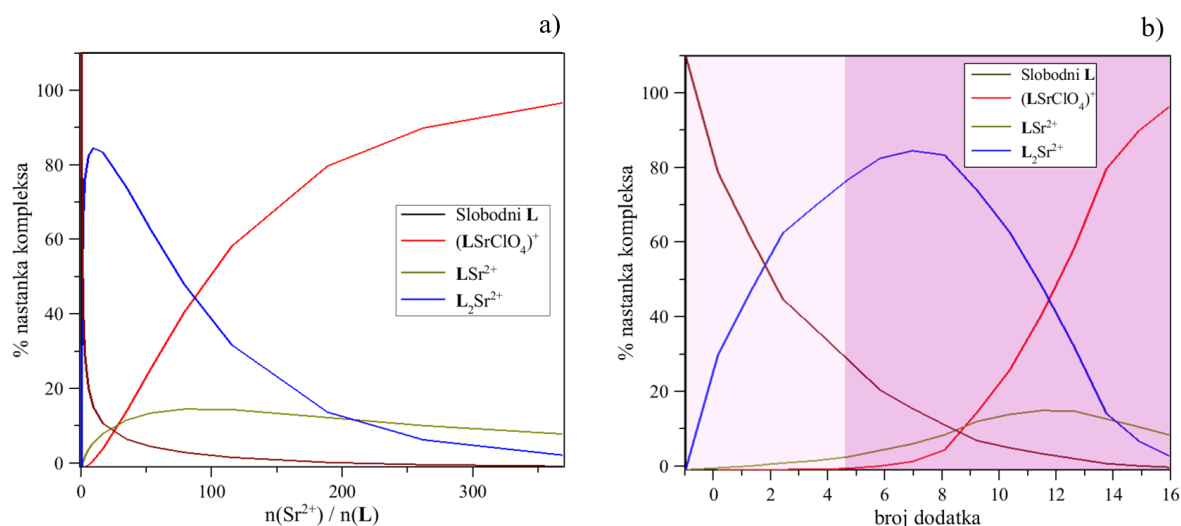 a)
% nastanka kompleksa
100
80
60
40
20
0
Slobodni L
(LSrClO₄)⁺
LSr²⁺
L₂Sr²⁺
0 100 200 300
n(Sr²⁺) / n(L)
b)
% nastanka kompleksa
100
80
60
40
20
0
Slobodni L
(LSrClO₄)⁺
LSr²⁺
L₂Sr²⁺
0 2 4 6 8 10 12 14 16
broj dodatka